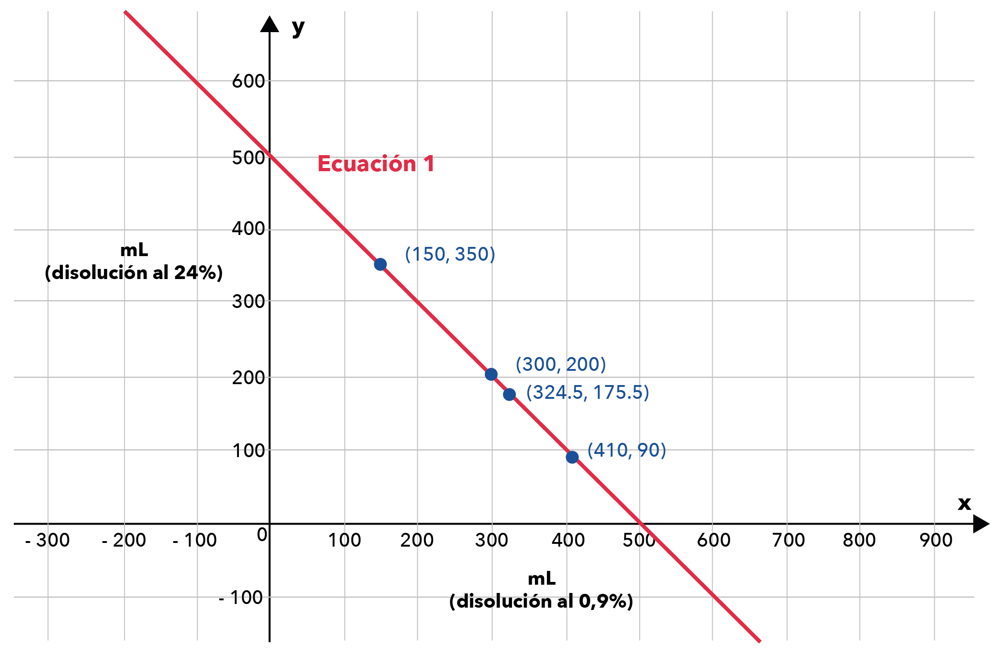 y
600
500
Ecuación 1
400
mL
(disolución al 24%)
(150, 350)
300
(300, 200)
200
(324.5, 175.5)
100
(410, 90)
x
- 300 - 200 - 100 0 100 200 300 400 500 600 700 800 900
mL
(disolución al 0,9%)
- 100